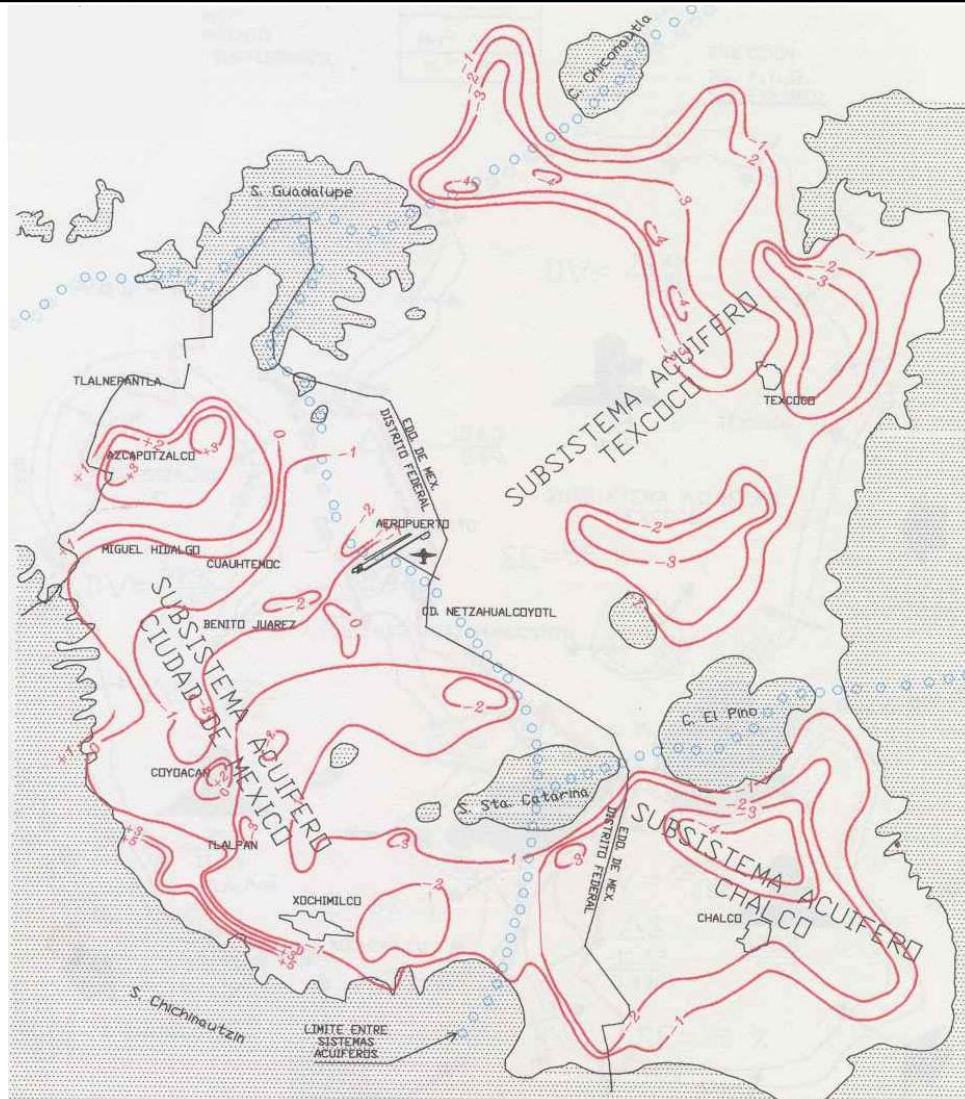 C. Chiconautla
S. Guadalupe
SUBSISTEMA ACUIFERO
TEXCOCO
TEXCOCO
TLALNEPANTLA
EDO. DE MEX.
DISTRITO FEDERAL
AZCAPOTZALCO
AEROPUERTO
MIGUEL HIDALGO
CUAUHTEMOC
CD. NETZAHUALCOYOTL
BENITO JUAREZ
SUBSISTEMA ACUIFERO
CIUDAD DE MEXICO
C. El Pino
COYOACAN
S. Sta. Catarina
TLALPAN
EDO. DE MEX.
DISTRITO FEDERAL
SUBSISTEMA ACUIFERO
CHALCO
XOCHIMILCO
CHALCO
S. Chichinautzin
LIMITE ENTRE
SISTEMAS
ACUIFEROS